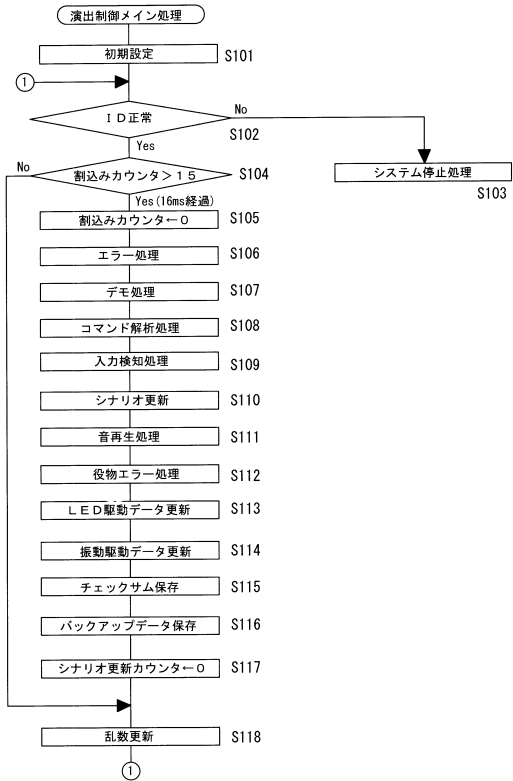 演出制御メイン処理
初期設定 S101
1
ID正常 No
S102
Yes
システム停止処理
S103
No 割込みカウンタ>15 S104
Yes(16ms経過)
割込みカウンタ←0 S105
エラー処理 S106
デモ処理 S107
コマンド解析処理 S108
入力検知処理 S109
シナリオ更新 S110
音再生処理 S111
役物エラー処理 S112
LED駆動データ更新 S113
振動駆動データ更新 S114
チェックサム保存 S115
バックアップデータ保存 S116
シナリオ更新カウンタ←0 S117
乱数更新 S118
1